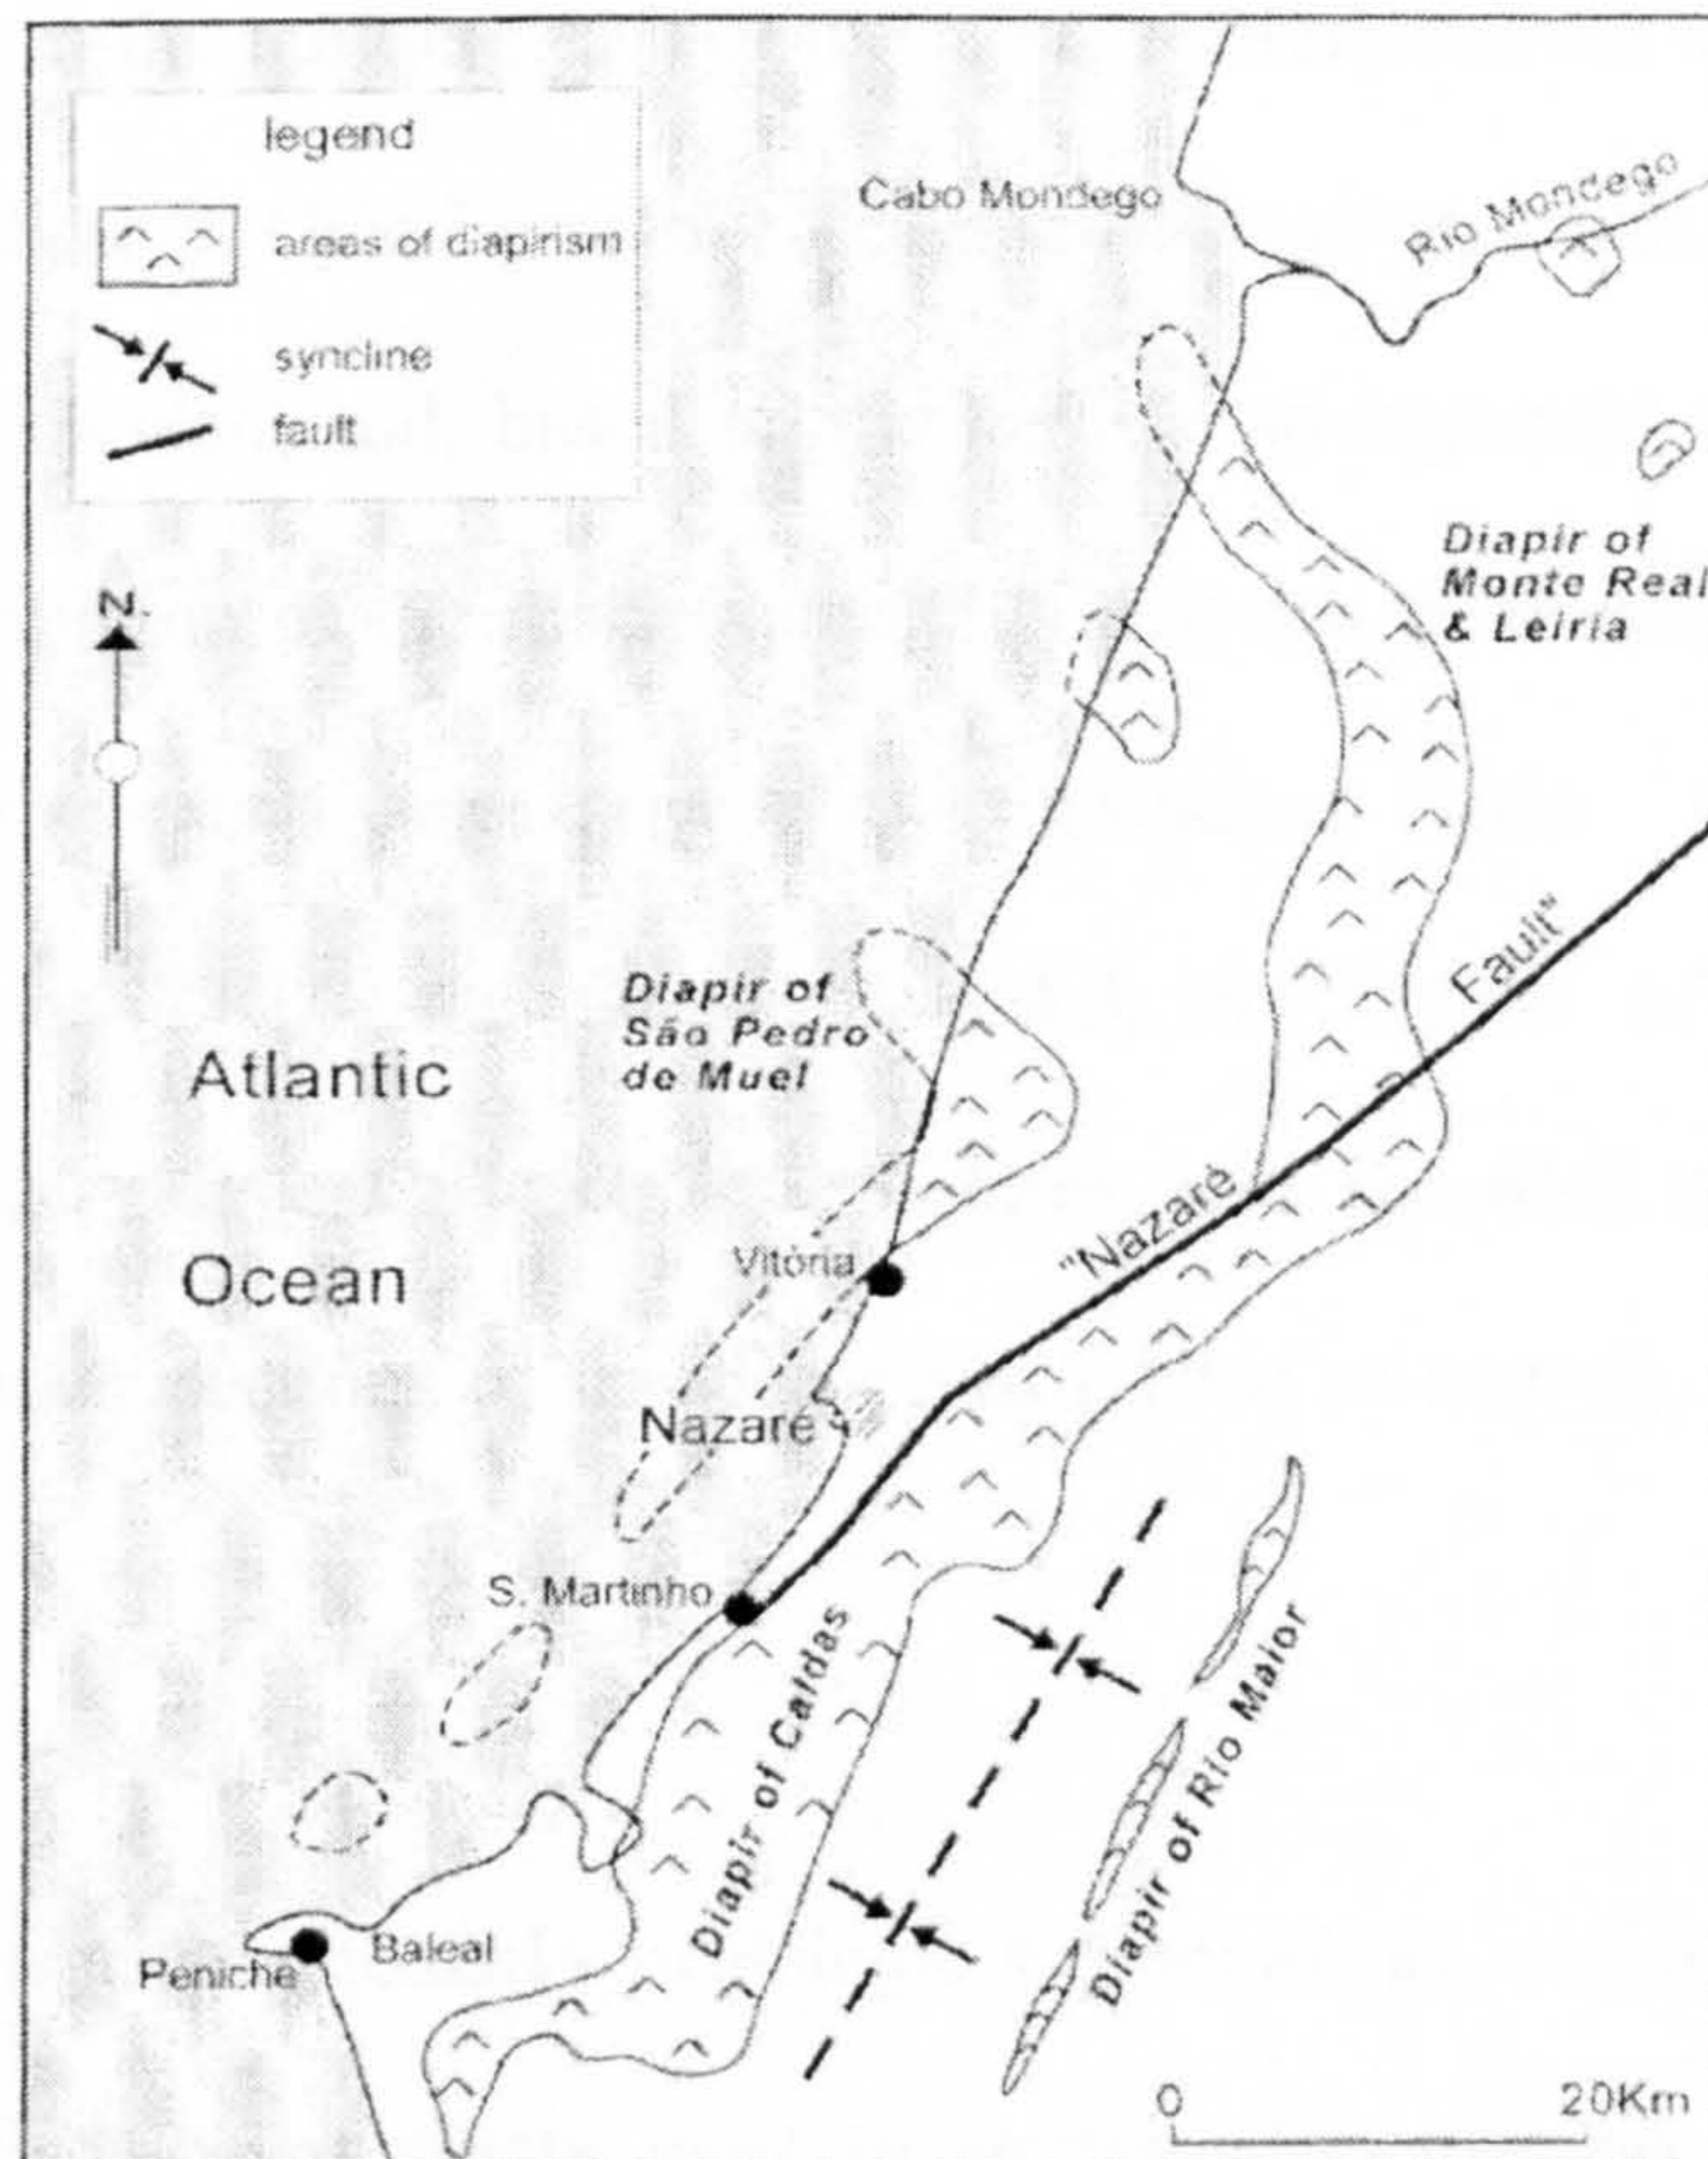 legend
areas of diapirism
syncline
fault
N
Cabo Mondego
Rio Mondego
Diapir of
Monte Real
& Leiria
Diapir of
São Pedro
de Muel
Atlantic
Ocean
"Nazaré Fault"
Vitória
Nazaré
S. Martinho
Diapir of Caldas
Diapir of Rio Maior
Baleal
Peniche
0 20Km